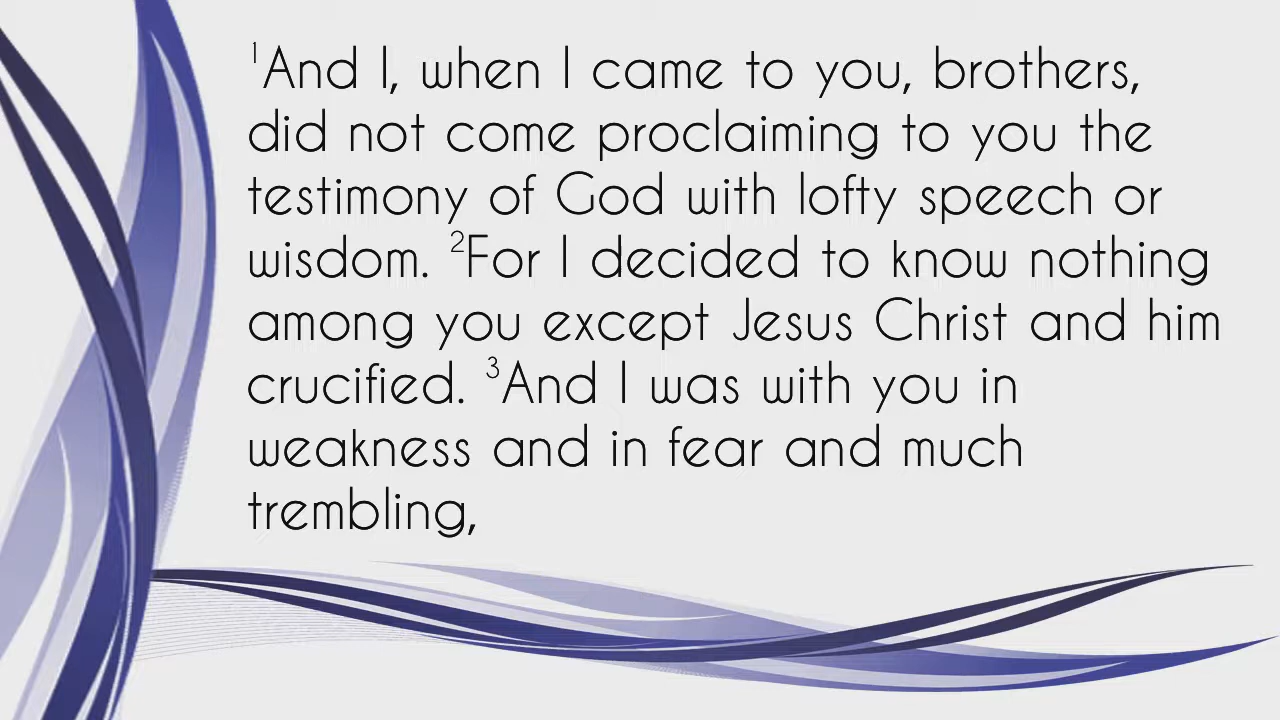 ¹And I, when I came to you, brothers,
did not come proclaiming to you the
testimony of God with lofty speech or
wisdom. ²For I decided to know nothing
among you except Jesus Christ and him
crucified. ³And I was with you in
weakness and in fear and much
trembling,